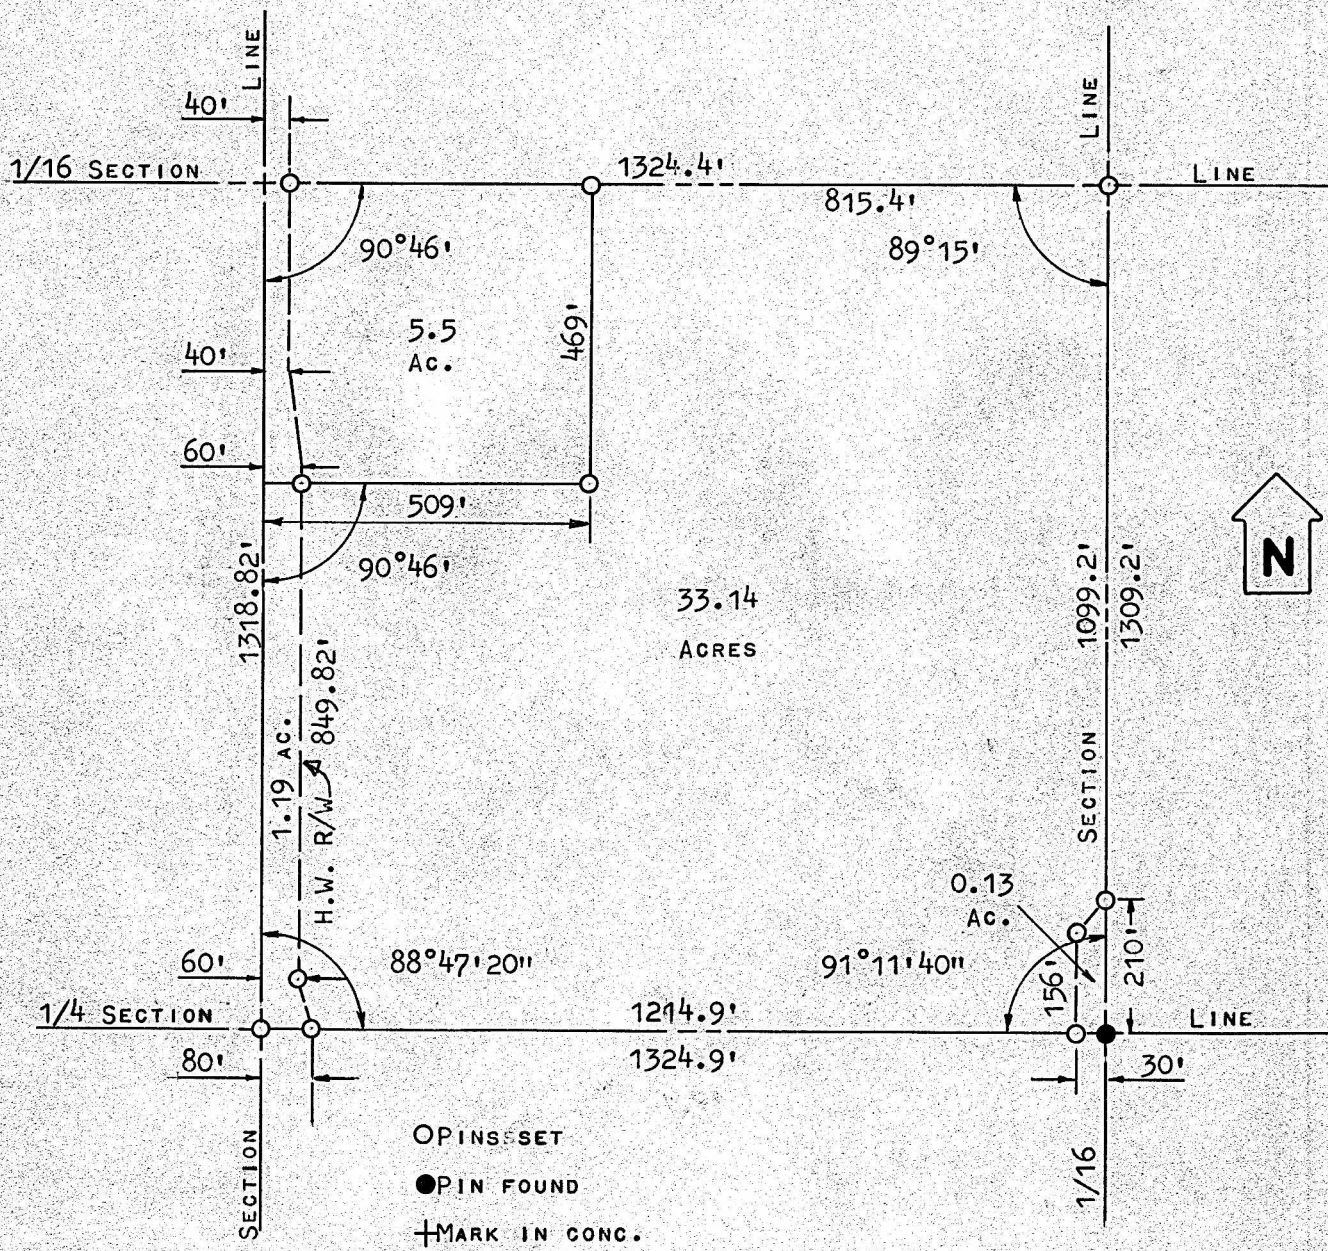 LINE
LINE
40'
1/16 SECTION
1324.4'
LINE
815.4'
90°46'
89°15'
5.5
AC.
469'
40'
60'
509'
90°46'
1318.82'
33.14
ACRES
1099.2'
1309.2'
N
1.19 AC.
H.W. R/W 849.82'
SECTION
0.13
AC.
60'
88°47'20"
91°11'40"
156'
210'
1/4 SECTION
1214.9'
LINE
1324.9'
80'
30'
SECTION
1/16
PINS SET
PIN FOUND
MARK IN CONC.